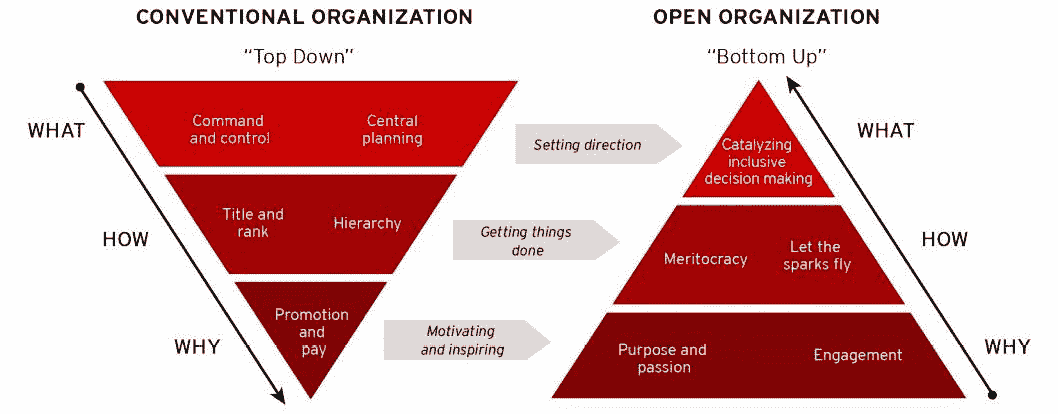 CONVENTIONAL ORGANIZATION
"Top Down"
WHAT
Command
and control
Central
planning
HOW
Title and
rank
Hierarchy
WHY
Promotion
and
pay
Setting direction
Getting things
done
Motivating
and inspiring
OPEN ORGANIZATION
"Bottom Up"
WHAT
Catalyzing
inclusive
decision making
HOW
Meritocracy
Let the
sparks fly
WHY
Purpose and
passion
Engagement